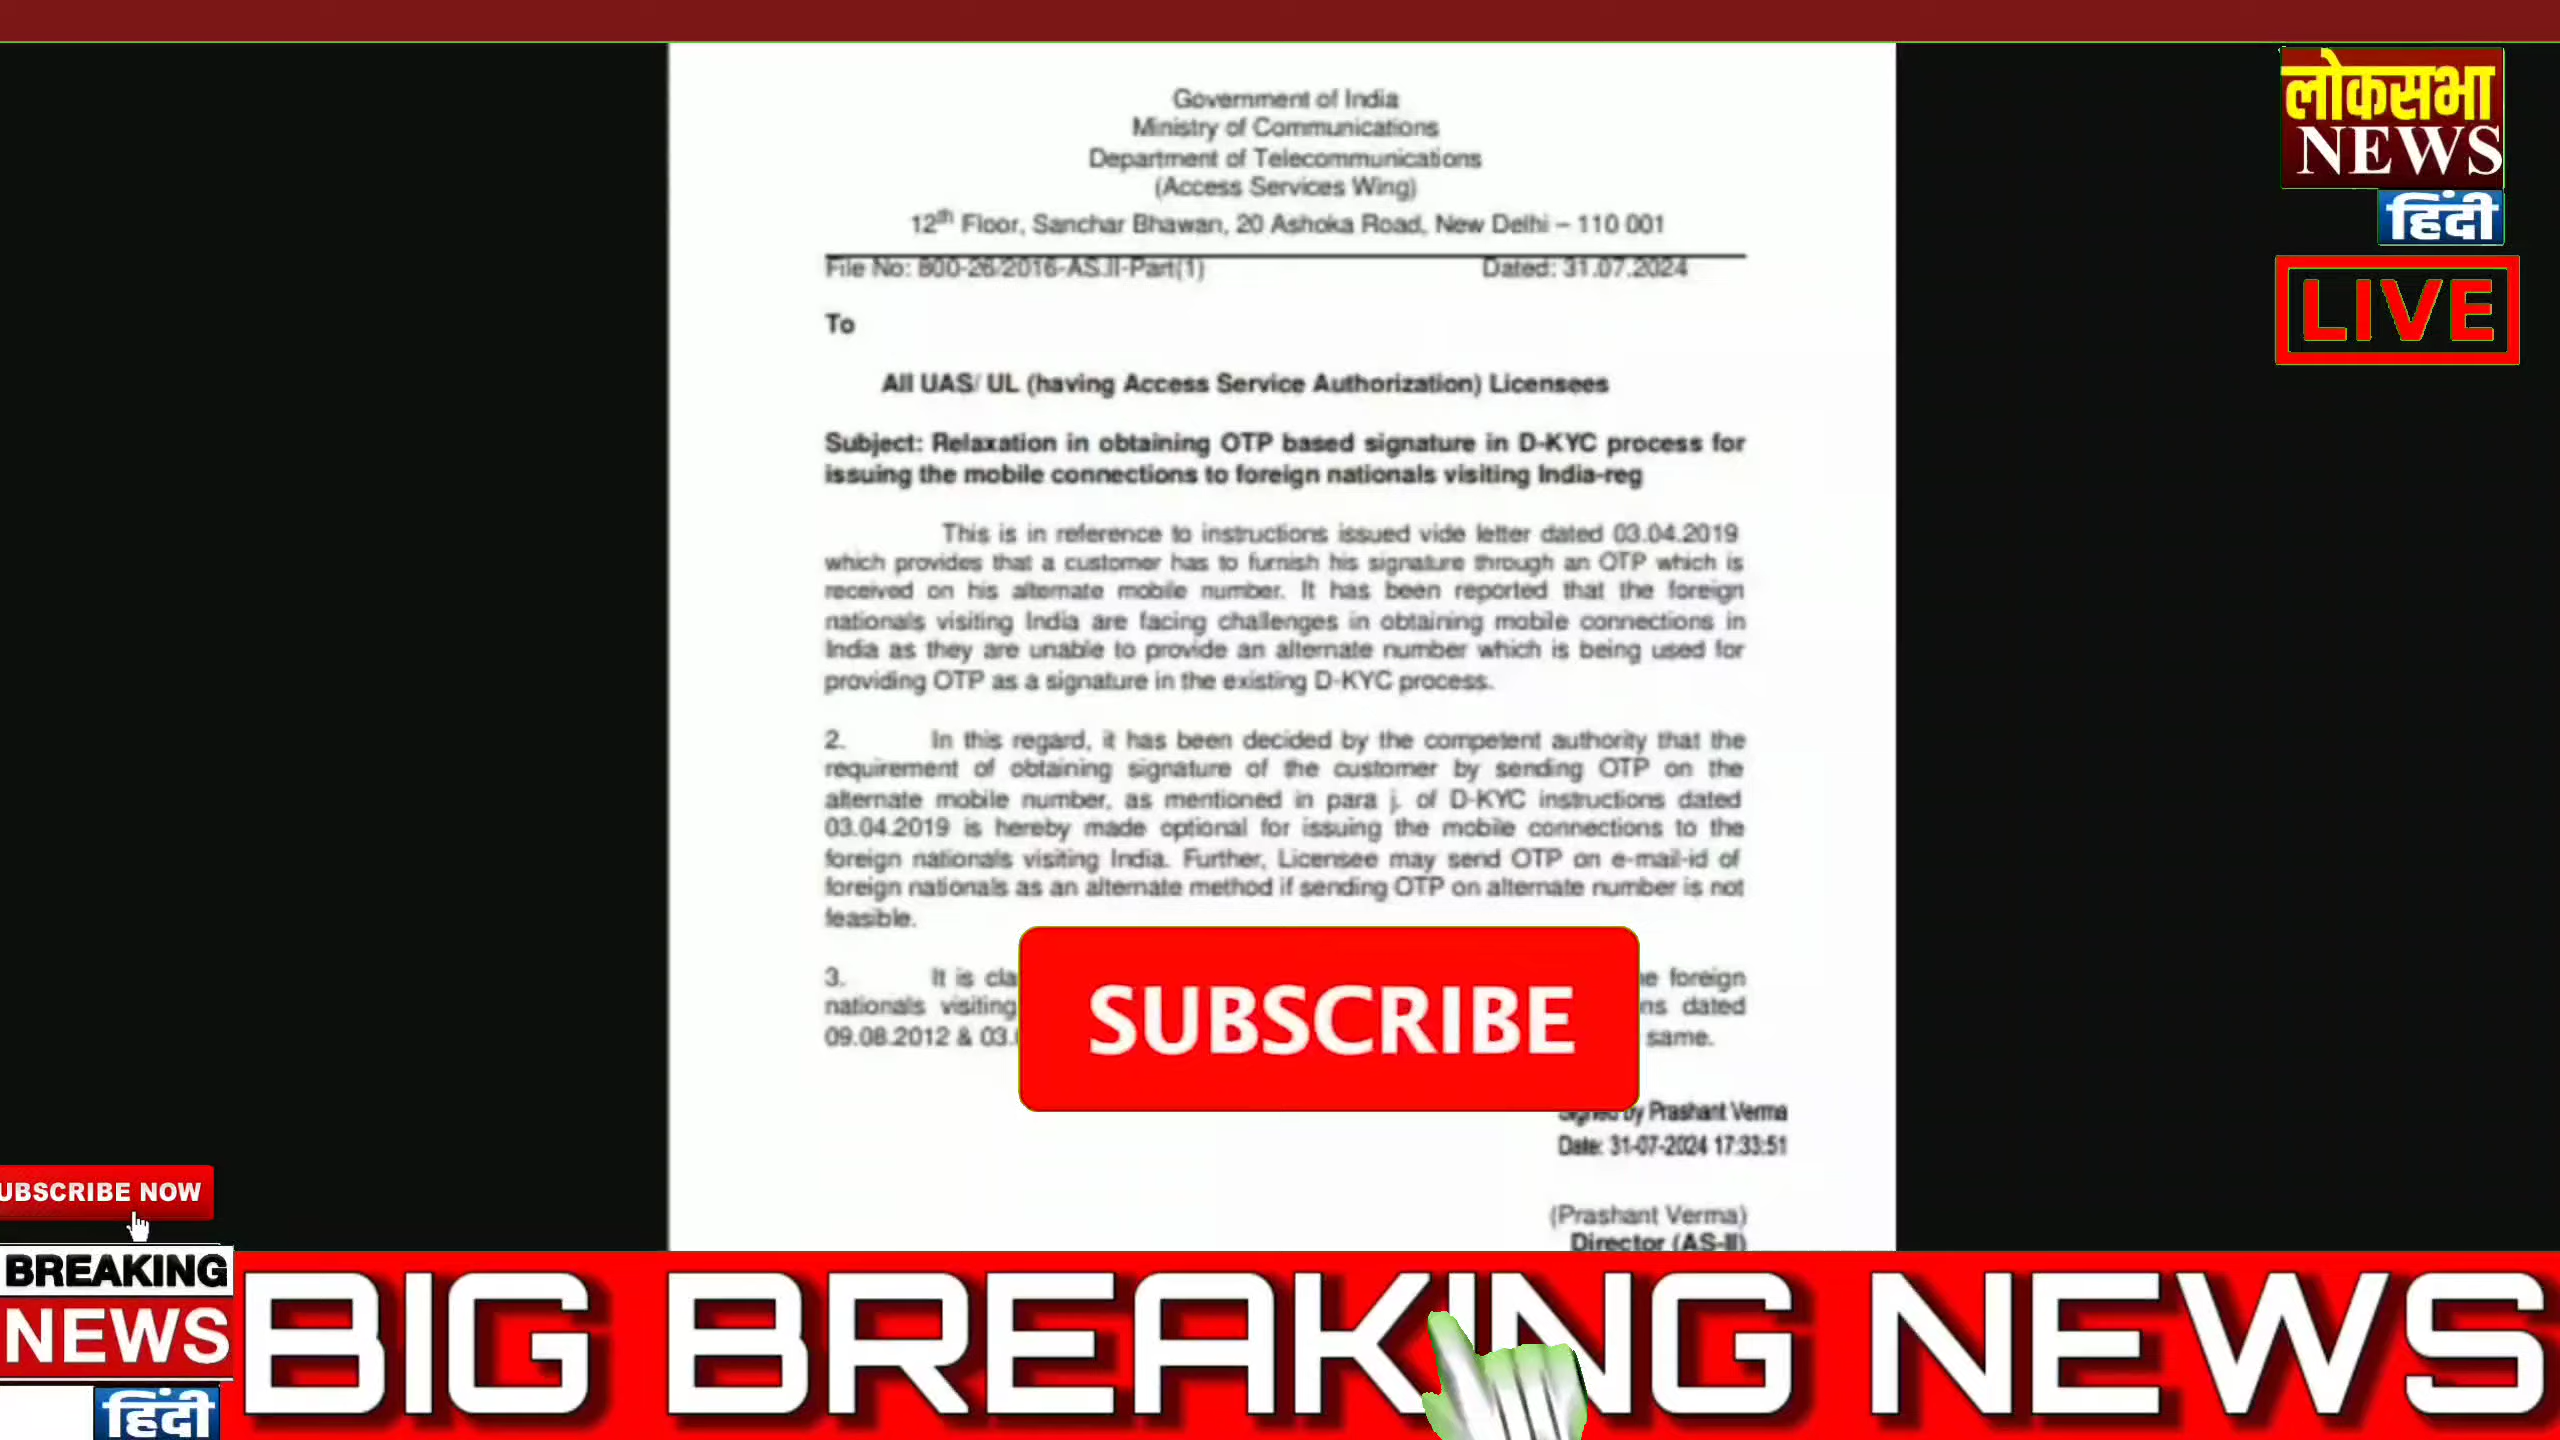 Government of India
Ministry of Communications
Department of Telecommunications
(Access Services Wing)
12th Floor, Sanchar Bhawan, 20 Ashoka Road, New Delhi – 110 001
File No: 800-26/2016-AS.II-Part(1) Dated: 31.07.2024
To
All UAS/ UL (having Access Service Authorization) Licensees
Subject: Relaxation in obtaining OTP based signature in D-KYC process for
issuing the mobile connections to foreign nationals visiting India-reg
This is in reference to instructions issued vide letter dated 03.04.2019
which provides that a customer has to furnish his signature through an OTP which is
received on his alternate mobile number. It has been reported that the foreign
nationals visiting India are facing challenges in obtaining mobile connections in
India as they are unable to provide an alternate number which is being used for
providing OTP as a signature in the existing D-KYC process.
2. In this regard, it has been decided by the competent authority that the
requirement of obtaining signature of the customer by sending OTP on the
alternate mobile number, as mentioned in para j. of D-KYC instructions dated
03.04.2019 is hereby made optional for issuing the mobile connections to the
foreign nationals visiting India. Further, Licensee may send OTP on e-mail-id of
foreign nationals as an alternate method if sending OTP on alternate number is not
feasible.
3. It is foreign
nationals visiting dated
09.08.2012 & same.
SUBSCRIBE
Signed by Prashant Verma
Date: 31-07-2024 17:33:51
(Prashant Verma)
Director (AS-II)
लोकसभा
NEWS
हिंदी
LIVE
UBSCRIBE NOW
BREAKING
NEWS
हिंदी
BIG BREAKING NEWS